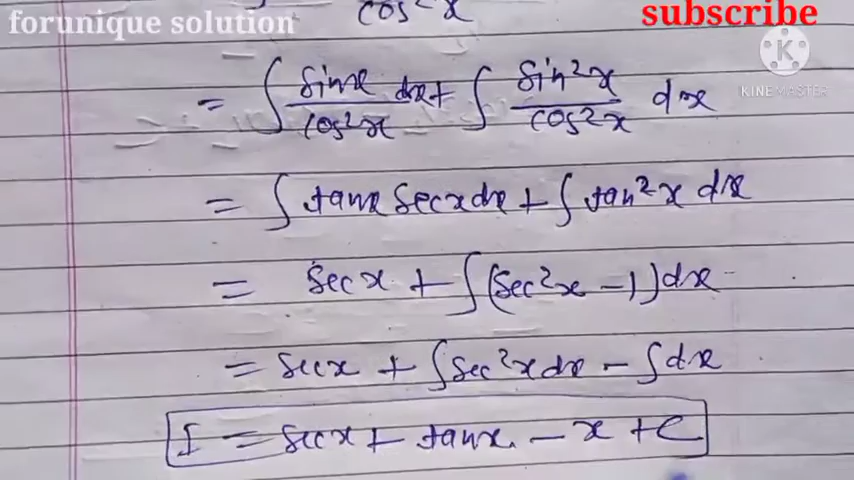 forunique solution
subscribe
cos²x
KINEMASTER
= ∫ sinx/cos²x dx + ∫ sin²x/cos²x dx
= ∫ tanx secx dx + ∫ tan²x dx
= secx + ∫(sec²x - 1)dx
= secx + ∫sec²x dx - ∫dx
I = secx + tanx - x + C